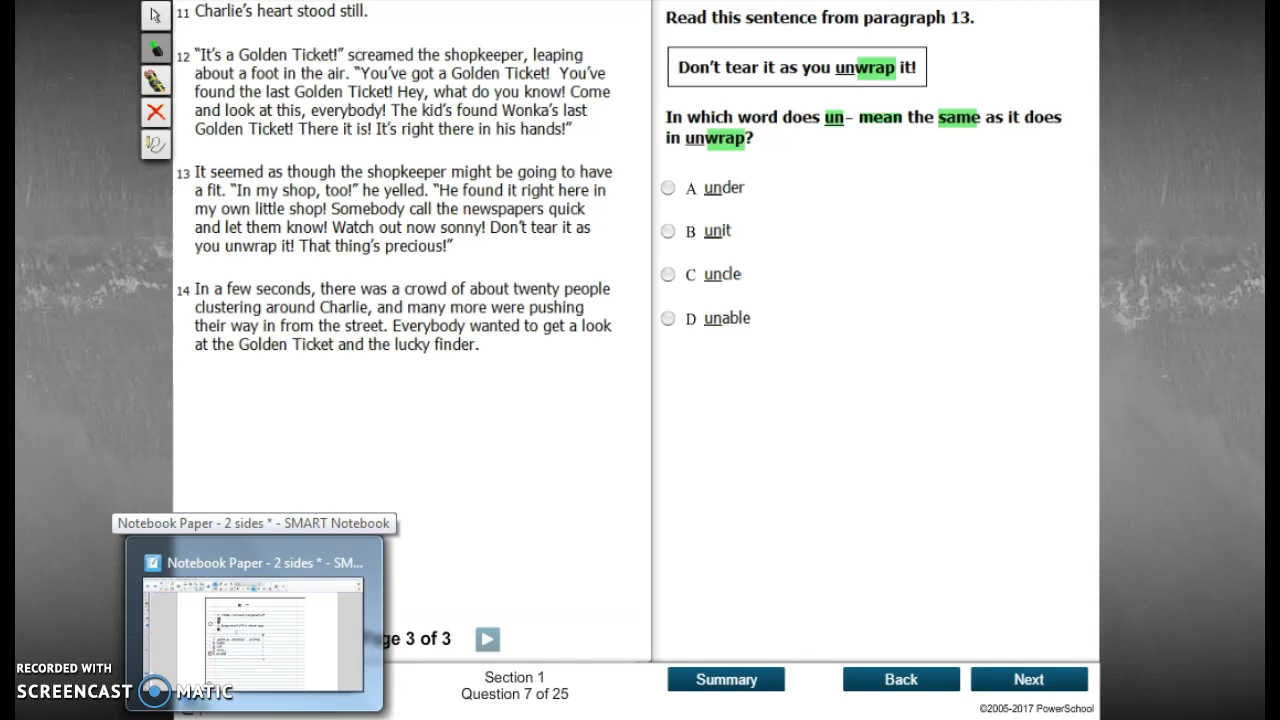 11 Charlie's heart stood still.
12 "It's a Golden Ticket!" screamed the shopkeeper, leaping
about a foot in the air. "You've got a Golden Ticket!  You've
found the last Golden Ticket! Hey, what do you know! Come
and look at this, everybody! The kid's found Wonka's last
Golden Ticket! There it is! It's right there in his hands!"
13 It seemed as though the shopkeeper might be going to have
a fit. "In my shop, too!" he yelled. "He found it right here in
my own little shop! Somebody call the newspapers quick
and let them know! Watch out now sonny! Don't tear it as
you unwrap it! That thing's precious!"
14 In a few seconds, there was a crowd of about twenty people
clustering around Charlie, and many more were pushing
their way in from the street. Everybody wanted to get a look
at the Golden Ticket and the lucky finder.
Read this sentence from paragraph 13.
Don't tear it as you unwrap it!
In which word does un– mean the same as it does
in unwrap?
A under
B unit
C uncle
D unable
Notebook Paper - 2 sides * - SMART Notebook
Notebook Paper - 2 sides * - SM...
ge 3 of 3
Section 1
Question 7 of 25
Summary
Back
Next
©2005-2017 PowerSchool
RECORDED WITH
SCREENCAST MATIC